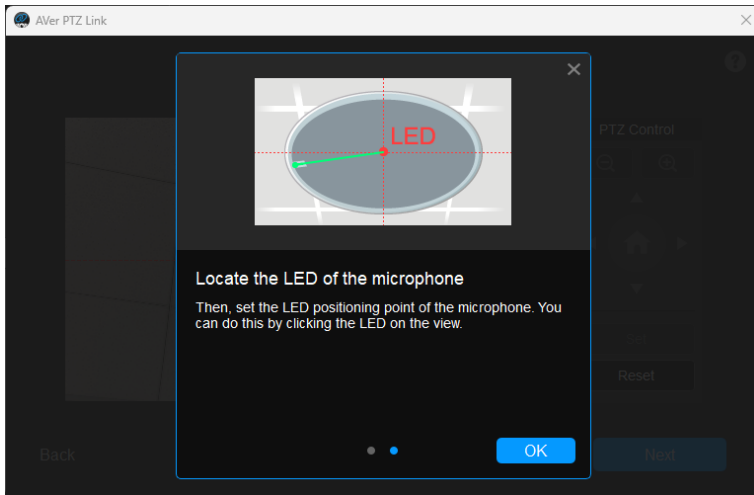 AVer PTZ Link
LED
PTZ Control
Locate the LED of the microphone
Then, set the LED positioning point of the microphone. You
can do this by clicking the LED on the view.
Set
Reset
Back
OK
Next